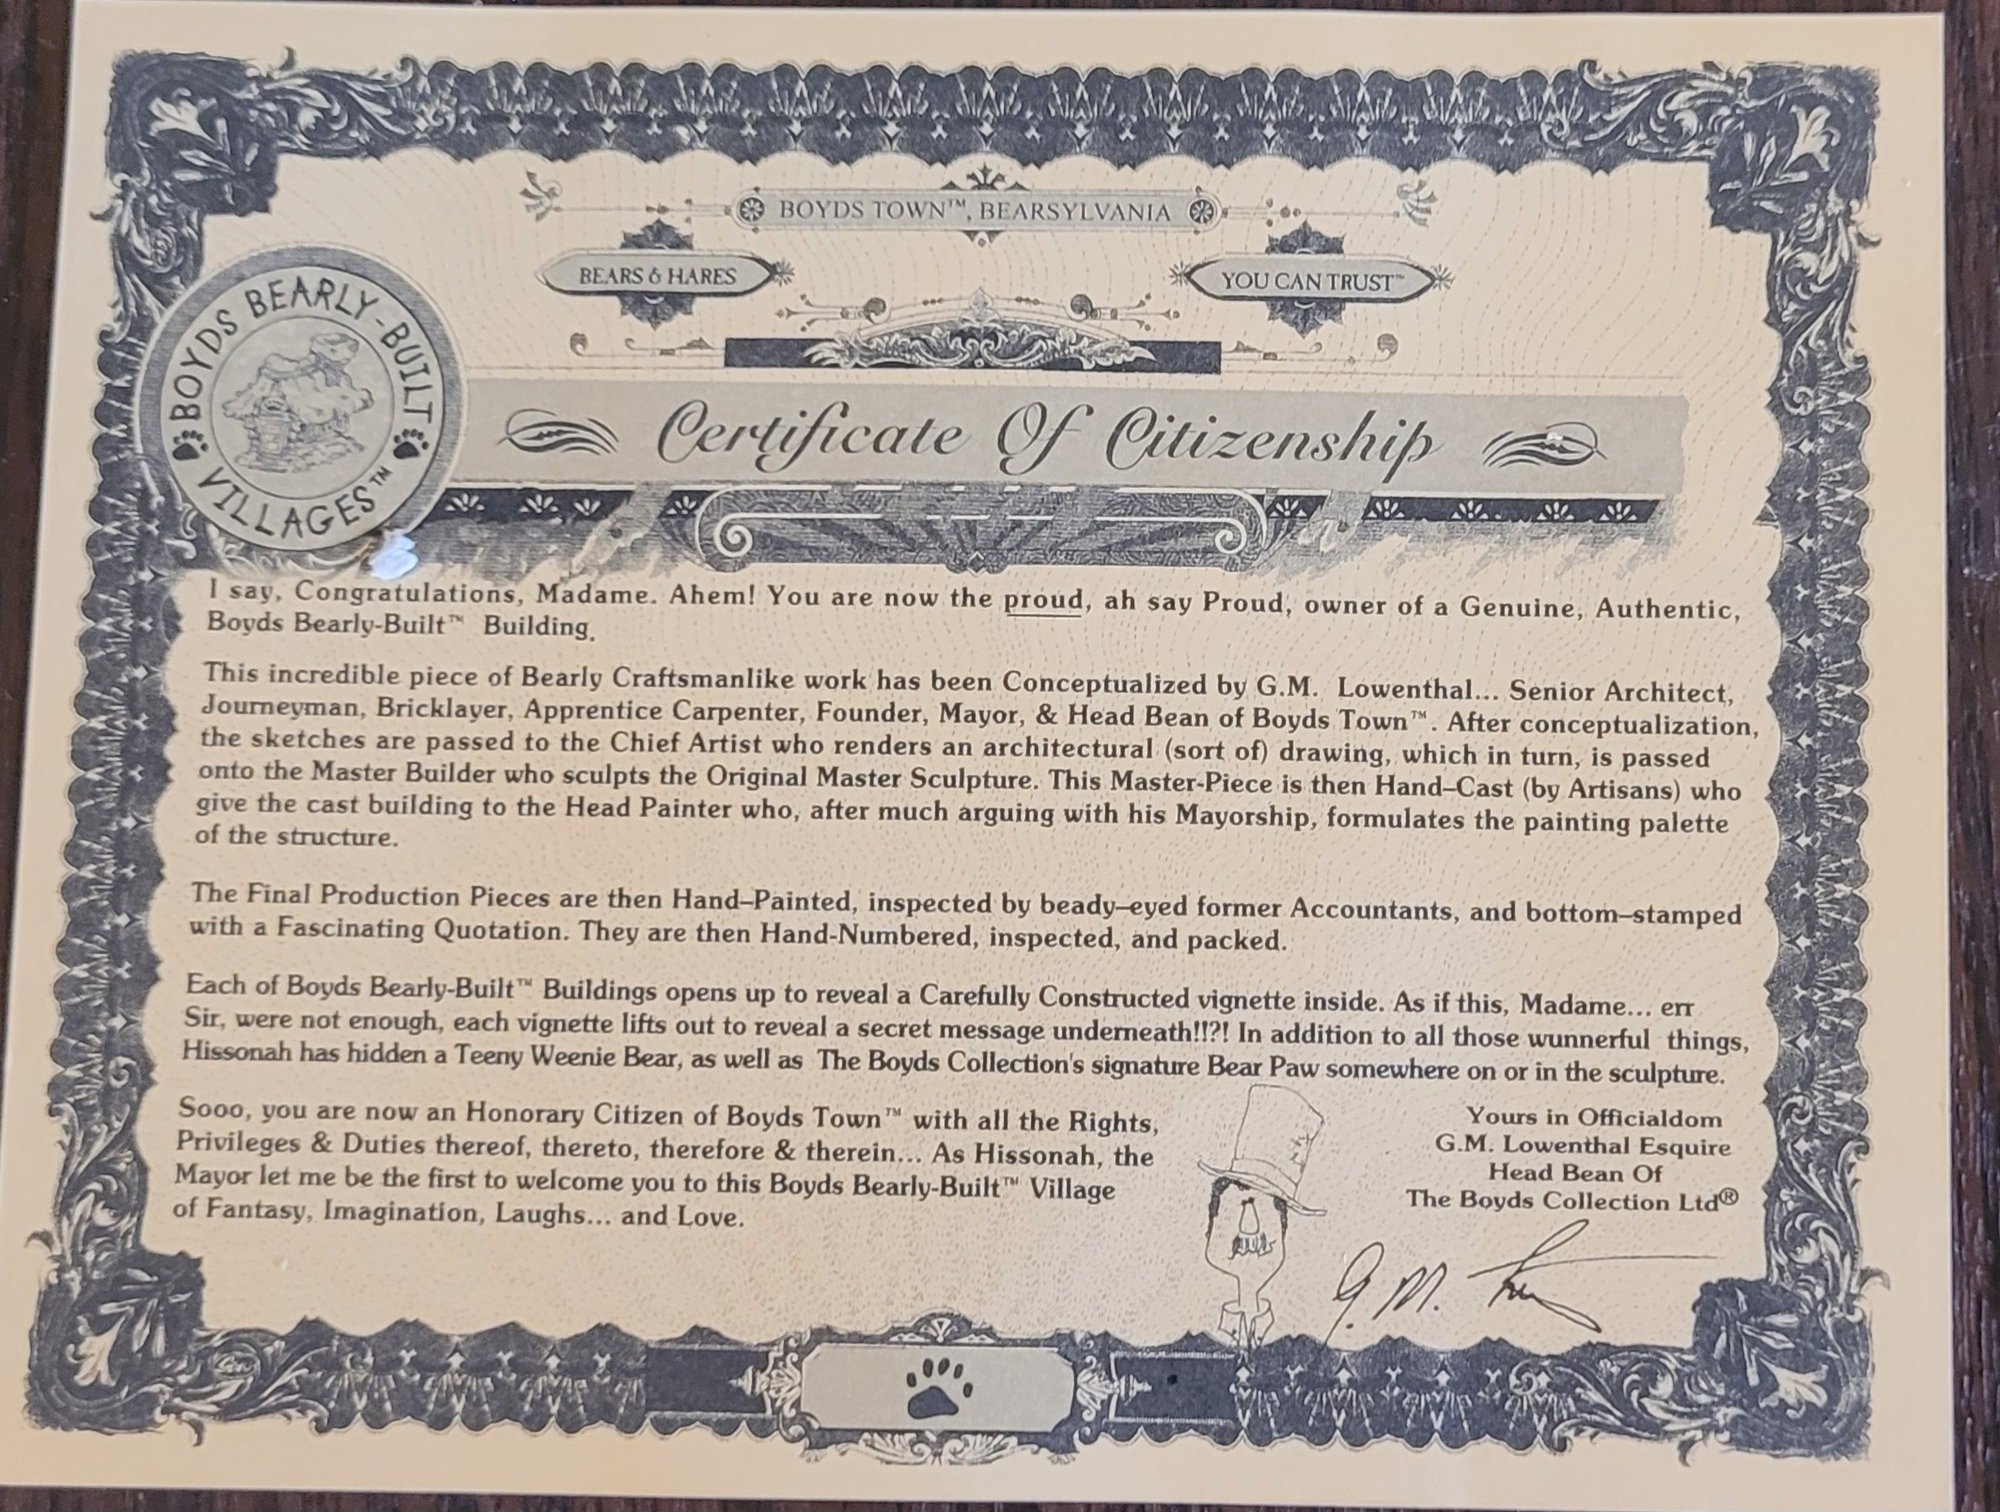 BOYDS TOWN™, BEARSYLVANIA
BEARS & HARES
YOU CAN TRUST™
BOYDS BEARLY-BUILT
VILLAGES™
Certificate Of Citizenship
I say, Congratulations, Madame. Ahem! You are now the proud, ah say Proud, owner of a Genuine, Authentic,
Boyds Bearly-Built™ Building.
This incredible piece of Bearly Craftsmanlike work has been Conceptualized by G.M. Lowenthal... Senior Architect,
Journeyman, Bricklayer, Apprentice Carpenter, Founder, Mayor, & Head Bean of Boyds Town™. After conceptualization,
the sketches are passed to the Chief Artist who renders an architectural (sort of) drawing, which in turn, is passed
onto the Master Builder who sculpts the Original Master Sculpture. This Master-Piece is then Hand–Cast (by Artisans) who
give the cast building to the Head Painter who, after much arguing with his Mayorship, formulates the painting palette
of the structure.
The Final Production Pieces are then Hand–Painted, inspected by beady–eyed former Accountants, and bottom–stamped
with a Fascinating Quotation. They are then Hand-Numbered, inspected, and packed.
Each of Boyds Bearly-Built™ Buildings opens up to reveal a Carefully Constructed vignette inside. As if this, Madame... err
Sir, were not enough, each vignette lifts out to reveal a secret message underneath!!?! In addition to all those wunnerful things,
Hissonah has hidden a Teeny Weenie Bear, as well as The Boyds Collection's signature Bear Paw somewhere on or in the sculpture.
Sooo, you are now an Honorary Citizen of Boyds Town™ with all the Rights,
Privileges & Duties thereof, thereto, therefore & therein... As Hissonah, the
Mayor let me be the first to welcome you to this Boyds Bearly-Built™ Village
of Fantasy, Imagination, Laughs... and Love.
Yours in Officialdom
G.M. Lowenthal Esquire
Head Bean Of
The Boyds Collection Ltd®
G.M.